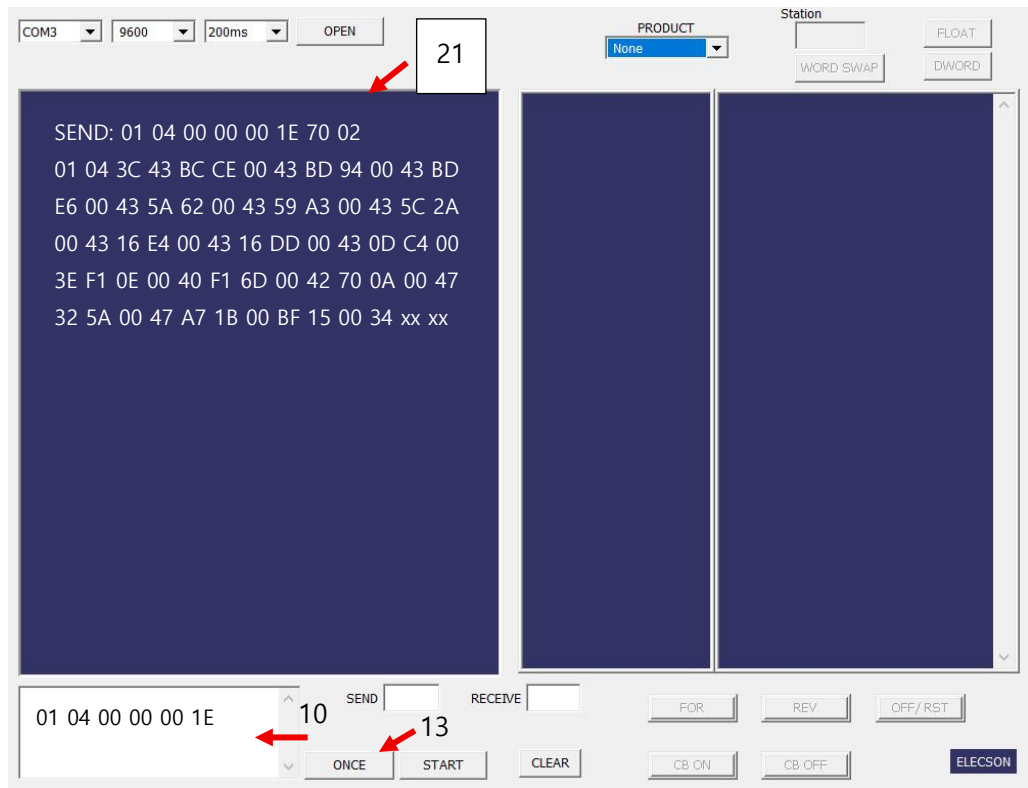 COM3 9600 200ms OPEN
21
PRODUCT
None
Station
FLOAT
WORD SWAP
DWORD
SEND: 01 04 00 00 00 1E 70 02
01 04 3C 43 BC CE 00 43 BD 94 00 43 BD
E6 00 43 5A 62 00 43 59 A3 00 43 5C 2A
00 43 16 E4 00 43 16 DD 00 43 0D C4 00
3E F1 0E 00 40 F1 6D 00 42 70 0A 00 47
32 5A 00 47 A7 1B 00 BF 15 00 34 xx xx
01 04 00 00 00 1E
10
SEND
RECEIVE
13
ONCE START CLEAR
FOR REV OFF/RST
CB ON CB OFF
ELECSON